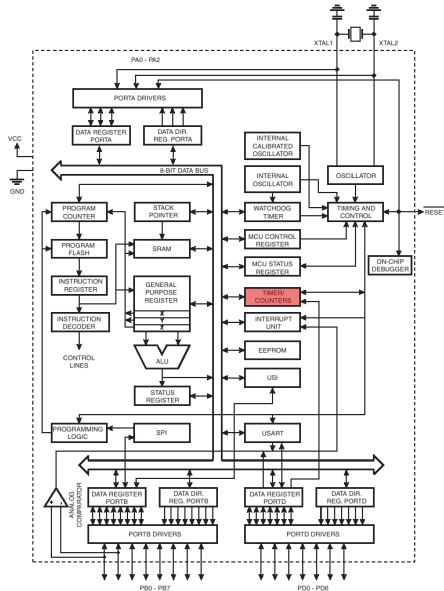 XTAL1
XTAL2
PA0 - PA2
PORTA DRIVERS
VCC
DATA REGISTER
PORTA
DATA DIR.
REG. PORTA
INTERNAL
CALIBRATED
OSCILLATOR
8-BIT DATA BUS
INTERNAL
OSCILLATOR
OSCILLATOR
GND
PROGRAM
COUNTER
STACK
POINTER
WATCHDOG
TIMER
TIMING AND
CONTROL
RESET
PROGRAM
FLASH
SRAM
MCU CONTROL
REGISTER
ON-CHIP
DEBUGGER
MCU STATUS
REGISTER
INSTRUCTION
REGISTER
GENERAL
PURPOSE
REGISTER
X
Y
Z
TIMER/
COUNTERS
INSTRUCTION
DECODER
INTERRUPT
UNIT
CONTROL
LINES
ALU
EEPROM
STATUS
REGISTER
USI
PROGRAMMING
LOGIC
SPI
USART
ANALOG
COMPARATOR
+
-
DATA REGISTER
PORTB
DATA DIR.
REG. PORTB
DATA REGISTER
PORTD
DATA DIR.
REG. PORTD
PORTB DRIVERS
PORTD DRIVERS
PB0 - PB7
PD0 - PD6